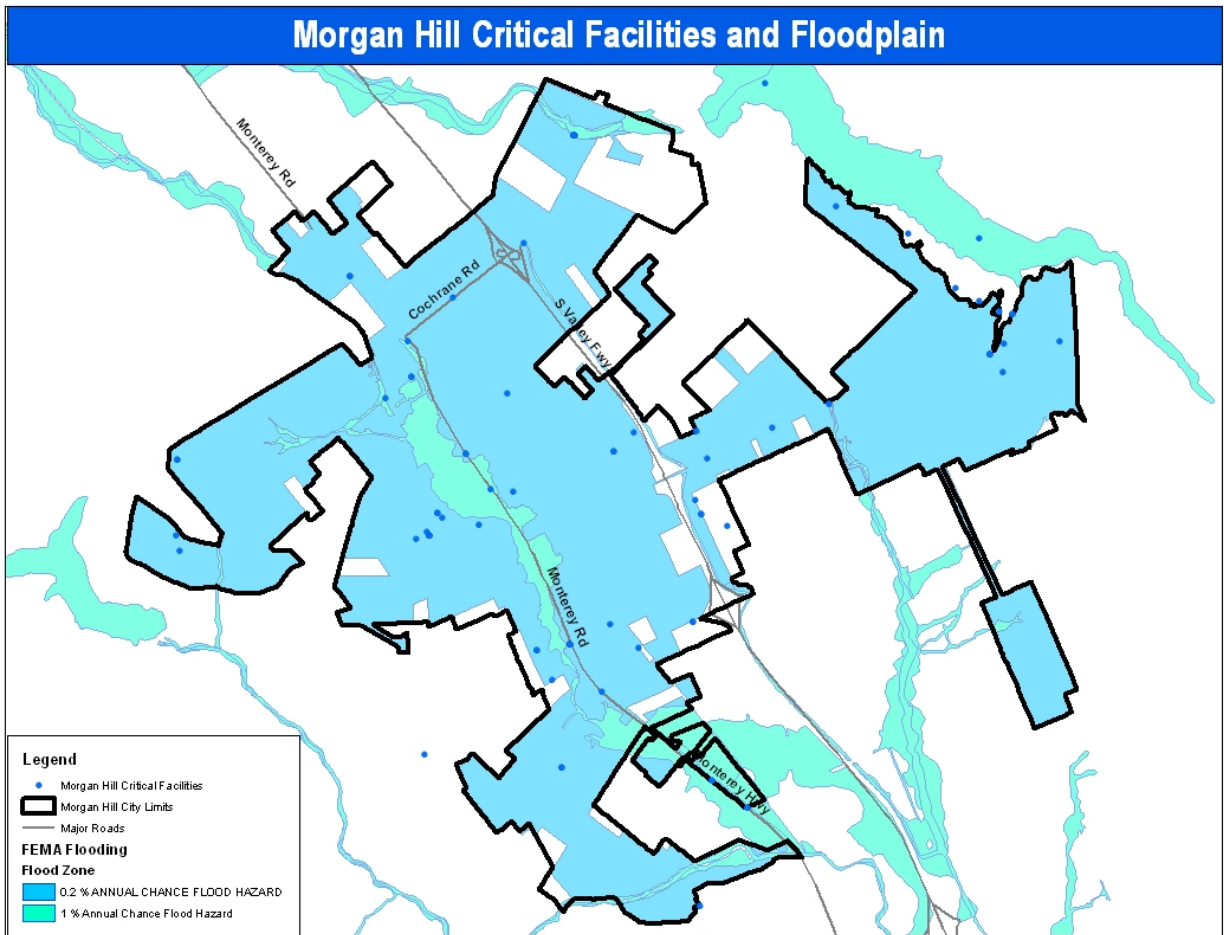 Morgan Hill Critical Facilities and Floodplain
Monterey Rd
Cochrane Rd
S Valley Fwy
Monterey Rd
Monterey Hwy
Legend
Morgan Hill Critical Facilities
Morgan Hill City Limits
Major Roads
FEMA Flooding
Flood Zone
0.2 % ANNUAL CHANCE FLOOD HAZARD
1 % Annual Chance Flood Hazard